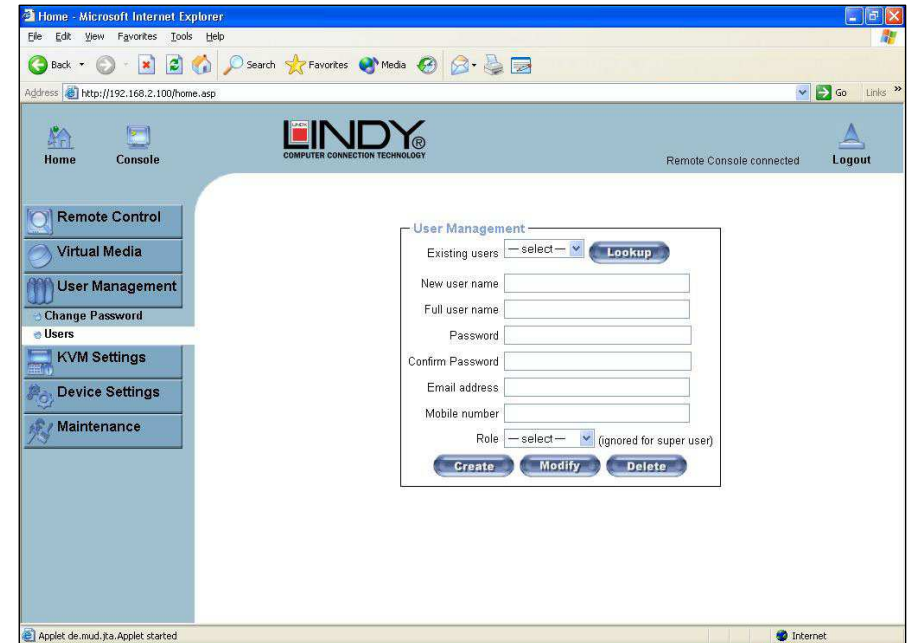 Home - Microsoft Internet Explorer
File Edit View Favorites Tools Help
Back Search Favorites Media
Address http://192.168.2.100/home.asp Go Links »
Home Console
LINDY®
COMPUTER CONNECTION TECHNOLOGY
Remote Console connected Logout
Remote Control
Virtual Media
User Management
Change Password
Users
KVM Settings
Device Settings
Maintenance
User Management
Existing users — select — Lookup
New user name
Full user name
Password
Confirm Password
Email address
Mobile number
Role — select — (ignored for super user)
Create Modify Delete
Applet de.mud.jta.Applet started Internet